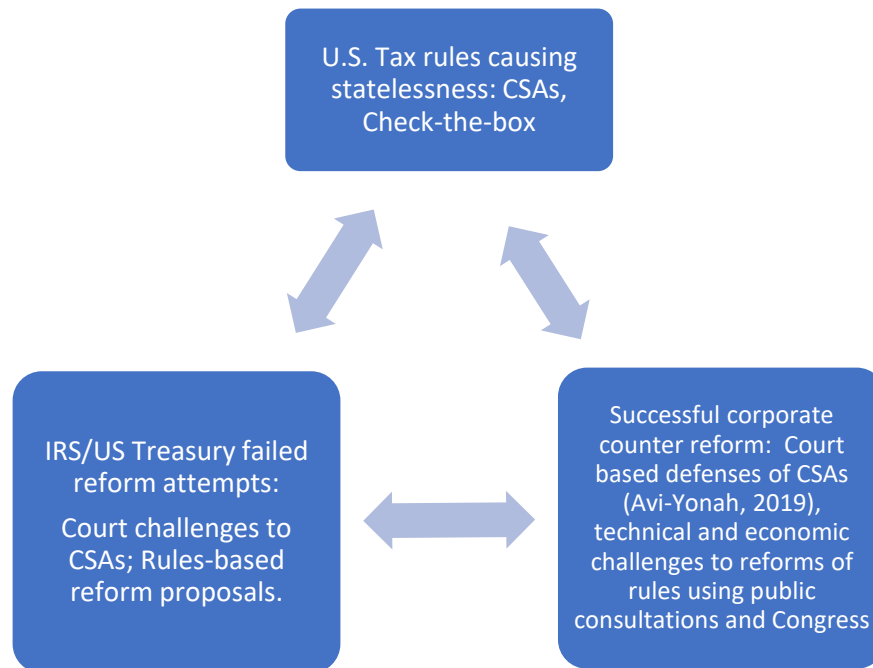 U.S. Tax rules causing
statelessness: CSAs,
Check-the-box
IRS/US Treasury failed
reform attempts:
Court challenges to
CSAs; Rules-based
reform proposals.
Successful corporate
counter reform:  Court
based defenses of CSAs
(Avi-Yonah, 2019),
technical and economic
challenges to reforms of
rules using public
consultations and Congress